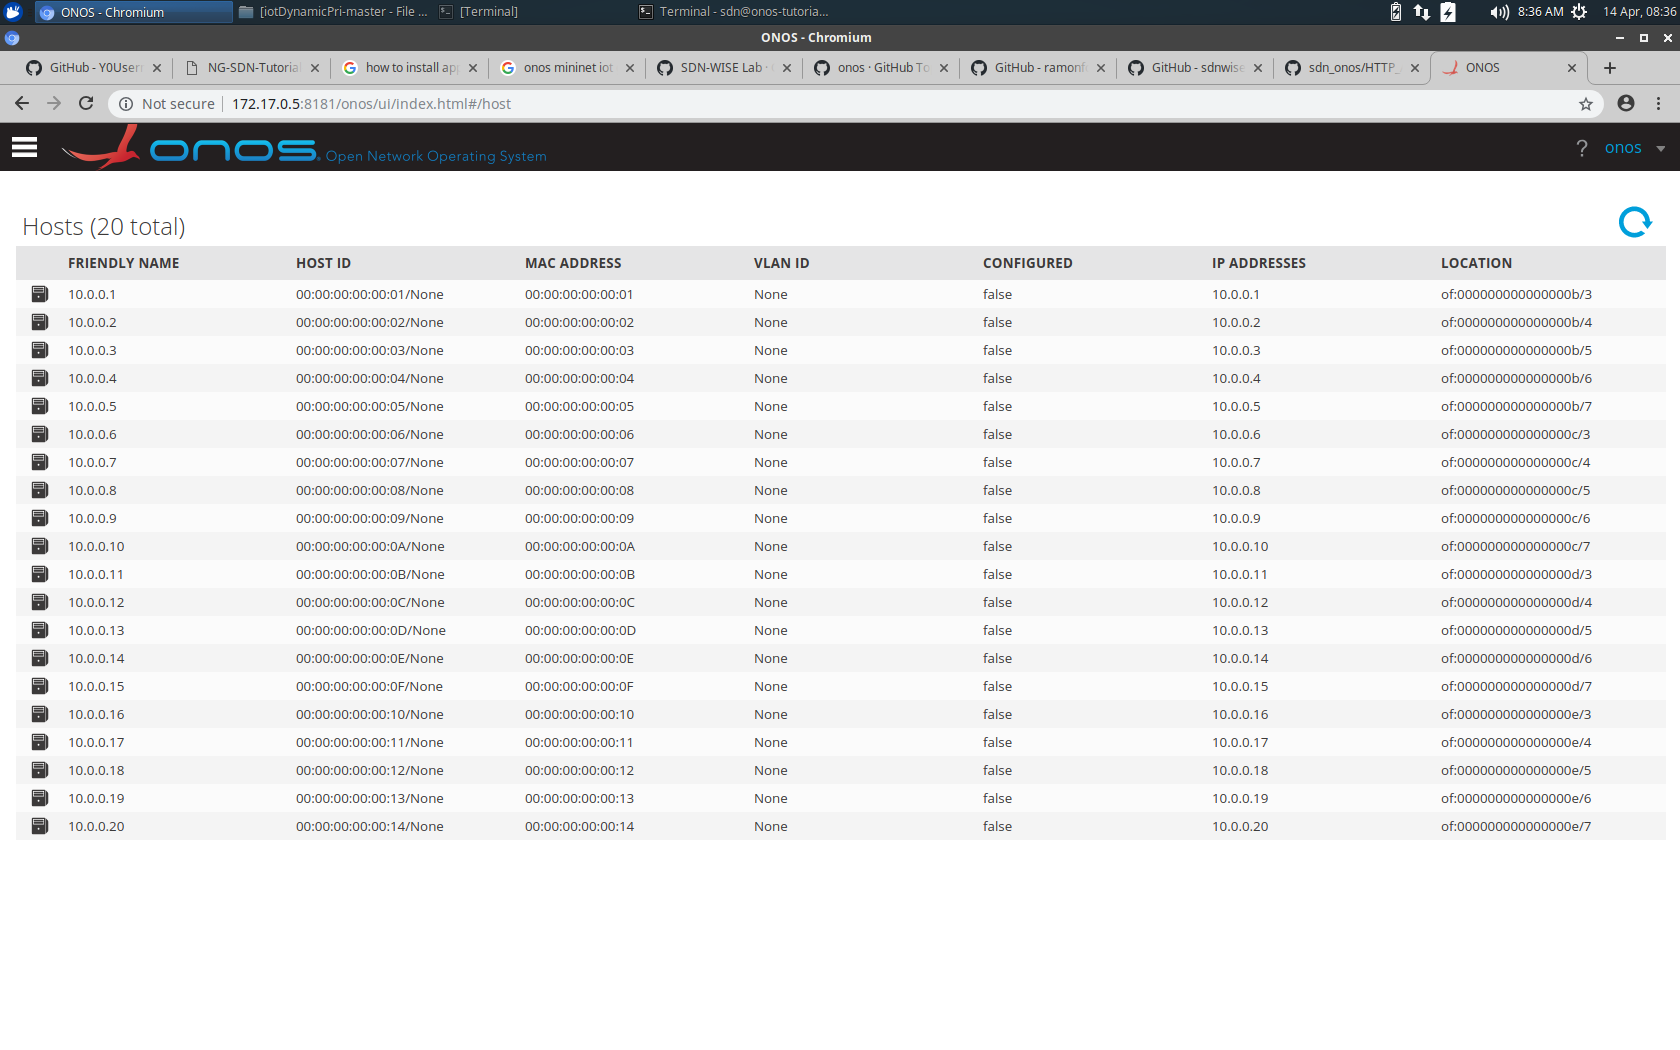 ONOS - Chromium [iotDynamicPri-master - File ... [Terminal] Terminal - sdn@onos-tutoria... 8:36 AM 14 Apr, 08:36
ONOS - Chromium
GitHub - Y0User NG-SDN-Tutorial how to install ap onos mininet iot SDN-WISE Lab · onos · GitHub To GitHub - ramonf GitHub - sdnwise sdn_onos/HTTP_ ONOS
Not secure 172.17.0.5:8181/onos/ui/index.html#/host
onos Open Network Operating System ? onos
Hosts (20 total)
FRIENDLY NAME HOST ID MAC ADDRESS VLAN ID CONFIGURED IP ADDRESSES LOCATION
10.0.0.1 00:00:00:00:00:01/None 00:00:00:00:00:01 None false 10.0.0.1 of:000000000000000b/3
10.0.0.2 00:00:00:00:00:02/None 00:00:00:00:00:02 None false 10.0.0.2 of:000000000000000b/4
10.0.0.3 00:00:00:00:00:03/None 00:00:00:00:00:03 None false 10.0.0.3 of:000000000000000b/5
10.0.0.4 00:00:00:00:00:04/None 00:00:00:00:00:04 None false 10.0.0.4 of:000000000000000b/6
10.0.0.5 00:00:00:00:00:05/None 00:00:00:00:00:05 None false 10.0.0.5 of:000000000000000b/7
10.0.0.6 00:00:00:00:00:06/None 00:00:00:00:00:06 None false 10.0.0.6 of:000000000000000c/3
10.0.0.7 00:00:00:00:00:07/None 00:00:00:00:00:07 None false 10.0.0.7 of:000000000000000c/4
10.0.0.8 00:00:00:00:00:08/None 00:00:00:00:00:08 None false 10.0.0.8 of:000000000000000c/5
10.0.0.9 00:00:00:00:00:09/None 00:00:00:00:00:09 None false 10.0.0.9 of:000000000000000c/6
10.0.0.10 00:00:00:00:00:0A/None 00:00:00:00:00:0A None false 10.0.0.10 of:000000000000000c/7
10.0.0.11 00:00:00:00:00:0B/None 00:00:00:00:00:0B None false 10.0.0.11 of:000000000000000d/3
10.0.0.12 00:00:00:00:00:0C/None 00:00:00:00:00:0C None false 10.0.0.12 of:000000000000000d/4
10.0.0.13 00:00:00:00:00:0D/None 00:00:00:00:00:0D None false 10.0.0.13 of:000000000000000d/5
10.0.0.14 00:00:00:00:00:0E/None 00:00:00:00:00:0E None false 10.0.0.14 of:000000000000000d/6
10.0.0.15 00:00:00:00:00:0F/None 00:00:00:00:00:0F None false 10.0.0.15 of:000000000000000d/7
10.0.0.16 00:00:00:00:00:10/None 00:00:00:00:00:10 None false 10.0.0.16 of:000000000000000e/3
10.0.0.17 00:00:00:00:00:11/None 00:00:00:00:00:11 None false 10.0.0.17 of:000000000000000e/4
10.0.0.18 00:00:00:00:00:12/None 00:00:00:00:00:12 None false 10.0.0.18 of:000000000000000e/5
10.0.0.19 00:00:00:00:00:13/None 00:00:00:00:00:13 None false 10.0.0.19 of:000000000000000e/6
10.0.0.20 00:00:00:00:00:14/None 00:00:00:00:00:14 None false 10.0.0.20 of:000000000000000e/7